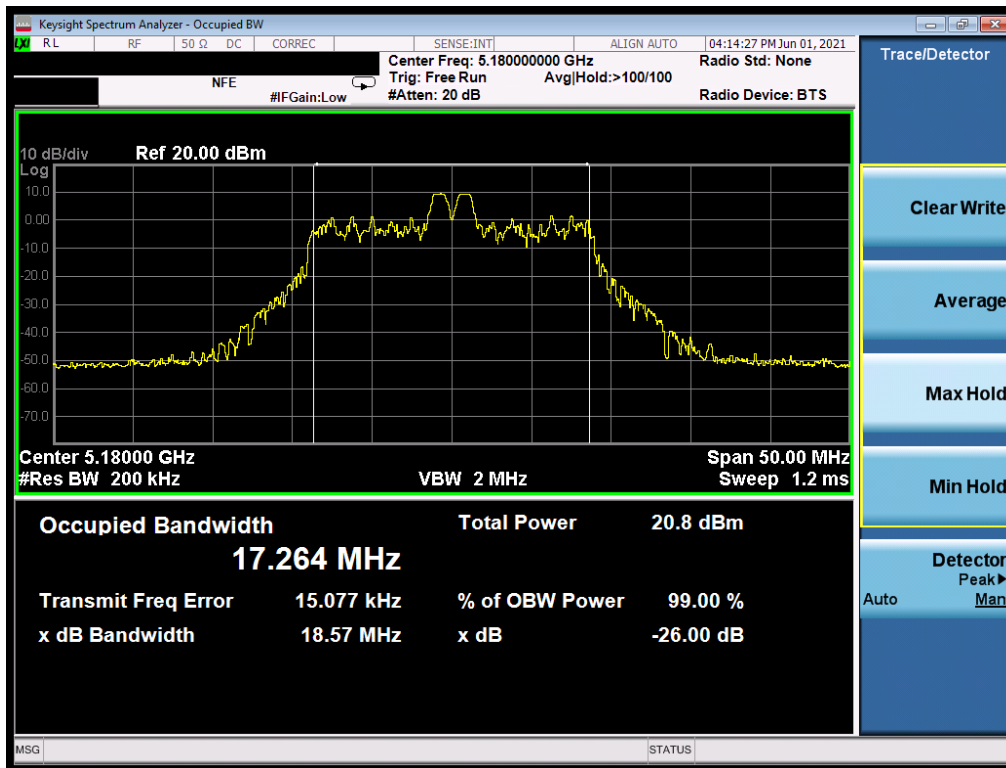 Keysight Spectrum Analyzer - Occupied BW
LXI RL RF 50 Ω DC CORREC SENSE:INT ALIGN AUTO 04:14:27 PM Jun 01, 2021
Center Freq: 5.180000000 GHz Radio Std: None
NFE Trig: Free Run Avg|Hold:>100/100
#IFGain:Low #Atten: 20 dB Radio Device: BTS
10 dB/div Ref 20.00 dBm
Log
10.0
0.00
-10.0
-20.0
-30.0
-40.0
-50.0
-60.0
-70.0
Center 5.18000 GHz Span 50.00 MHz
#Res BW 200 kHz VBW 2 MHz Sweep 1.2 ms
Occupied Bandwidth Total Power 20.8 dBm
17.264 MHz
Transmit Freq Error 15.077 kHz % of OBW Power 99.00 %
x dB Bandwidth 18.57 MHz x dB -26.00 dB
MSG STATUS
Trace/Detector
Clear Write
Average
Max Hold
Min Hold
Detector
Peak▶
Auto Man